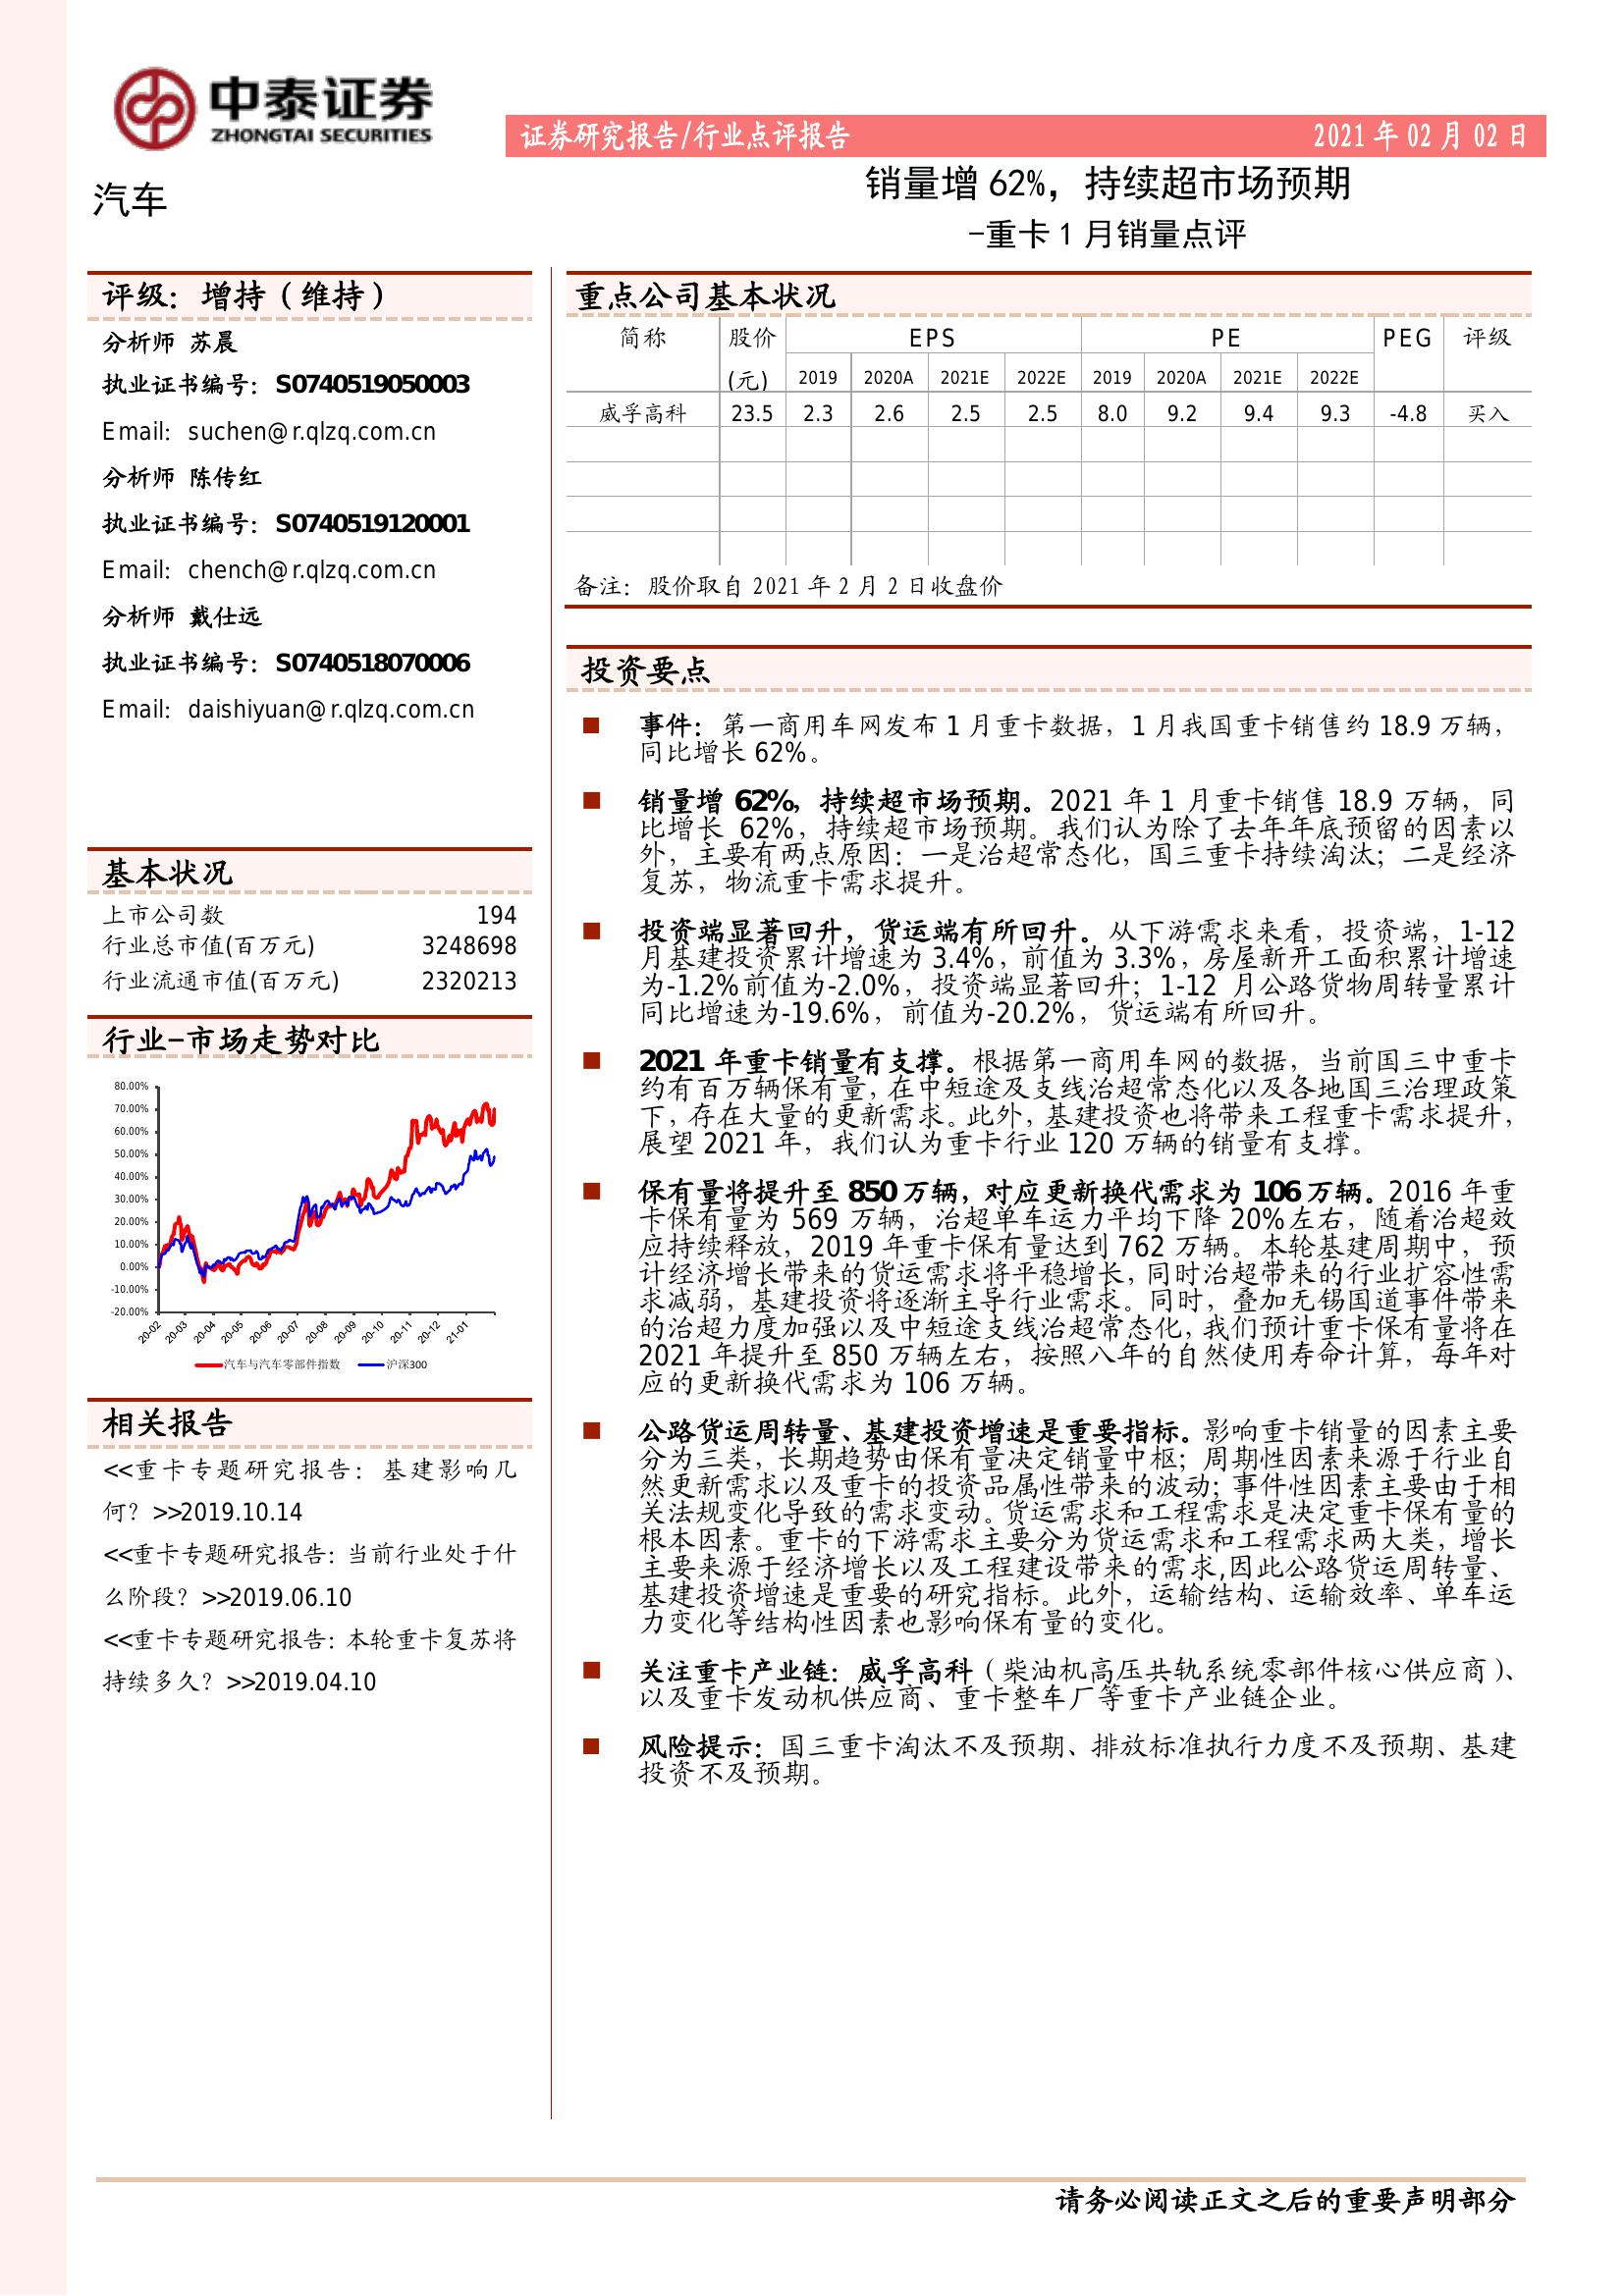 中泰证券
ZHONGTAI SECURITIES
证券研究报告/行业点评报告 2021 年 02 月 02 日
汽车
销量增 62%，持续超市场预期
-重卡 1 月销量点评
评级：增持（维持）
分析师 苏晨
执业证书编号：S0740519050003
Email：suchen@r.qlzq.com.cn
分析师 陈传红
执业证书编号：S0740519120001
Email：chench@r.qlzq.com.cn
分析师 戴仕远
执业证书编号：S0740518070006
Email：daishiyuan@r.qlzq.com.cn
基本状况
上市公司数 194
行业总市值(百万元) 3248698
行业流通市值(百万元) 2320213
行业-市场走势对比
80.00%
70.00%
60.00%
50.00%
40.00%
30.00%
20.00%
10.00%
0.00%
-10.00%
-20.00%
20-02 20-03 20-04 20-05 20-06 20-07 20-08 20-09 20-10 20-11 20-12 21-01
汽车与汽车零部件指数 沪深300
相关报告
<<重卡专题研究报告：基建影响几
何？>>2019.10.14
<<重卡专题研究报告：当前行业处于什
么阶段？>>2019.06.10
<<重卡专题研究报告：本轮重卡复苏将
持续多久？>>2019.04.10
重点公司基本状况
简称 股价 EPS PE PEG 评级
(元) 2019 2020A 2021E 2022E 2019 2020A 2021E 2022E
威孚高科 23.5 2.3 2.6 2.5 2.5 8.0 9.2 9.4 9.3 -4.8 买入
备注：股价取自 2021 年 2 月 2 日收盘价
投资要点
■ 事件：第一商用车网发布 1 月重卡数据，1 月我国重卡销售约 18.9 万辆，
同比增长 62%。
■ 销量增 62%，持续超市场预期。2021 年 1 月重卡销售 18.9 万辆，同
比增长 62%，持续超市场预期。我们认为除了去年年底预留的因素以
外，主要有两点原因：一是治超常态化，国三重卡持续淘汰；二是经济
复苏，物流重卡需求提升。
■ 投资端显著回升，货运端有所回升。从下游需求来看，投资端，1-12
月基建投资累计增速为 3.4%，前值为 3.3%，房屋新开工面积累计增速
为-1.2%前值为-2.0%，投资端显著回升；1-12 月公路货物周转量累计
同比增速为-19.6%，前值为-20.2%，货运端有所回升。
■ 2021 年重卡销量有支撑。根据第一商用车网的数据，当前国三中重卡
约有百万辆保有量，在中短途及支线治超常态化以及各地国三治理政策
下，存在大量的更新需求。此外，基建投资也将带来工程重卡需求提升，
展望 2021 年，我们认为重卡行业 120 万辆的销量有支撑。
■ 保有量将提升至 850 万辆，对应更新换代需求为 106 万辆。2016 年重
卡保有量为 569 万辆，治超单车运力平均下降 20%左右，随着治超效
应持续释放，2019 年重卡保有量达到 762 万辆。本轮基建周期中，预
计经济增长带来的货运需求将平稳增长，同时治超带来的行业扩容性需
求减弱，基建投资将逐渐主导行业需求。同时，叠加无锡国道事件带来
的治超力度加强以及中短途支线治超常态化，我们预计重卡保有量将在
2021 年提升至 850 万辆左右，按照八年的自然使用寿命计算，每年对
应的更新换代需求为 106 万辆。
■ 公路货运周转量、基建投资增速是重要指标。影响重卡销量的因素主要
分为三类，长期趋势由保有量决定销量中枢；周期性因素来源于行业自
然更新需求以及重卡的投资品属性带来的波动；事件性因素主要由于相
关法规变化导致的需求变动。货运需求和工程需求是决定重卡保有量的
根本因素。重卡的下游需求主要分为货运需求和工程需求两大类，增长
主要来源于经济增长以及工程建设带来的需求,因此公路货运周转量、
基建投资增速是重要的研究指标。此外，运输结构、运输效率、单车运
力变化等结构性因素也影响保有量的变化。
■ 关注重卡产业链：威孚高科（柴油机高压共轨系统零部件核心供应商）、
以及重卡发动机供应商、重卡整车厂等重卡产业链企业。
■ 风险提示：国三重卡淘汰不及预期、排放标准执行力度不及预期、基建
投资不及预期。
请务必阅读正文之后的重要声明部分